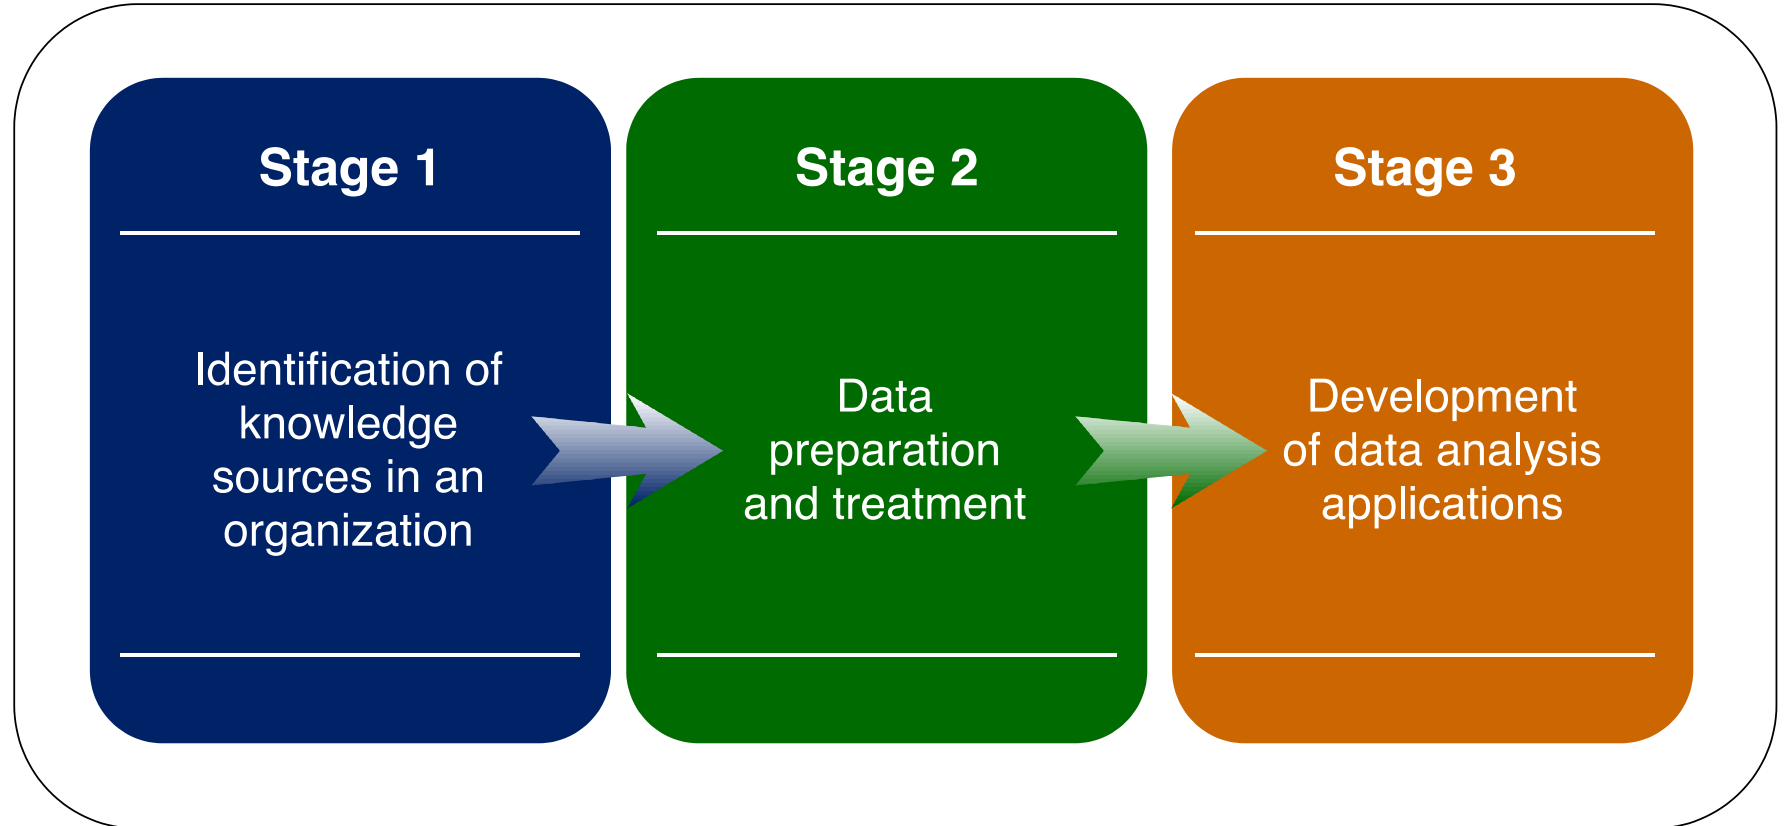 Stage 1
Identification of
knowledge
sources in an
organization
Stage 2
Data
preparation
and treatment
Stage 3
Development
of data analysis
applications